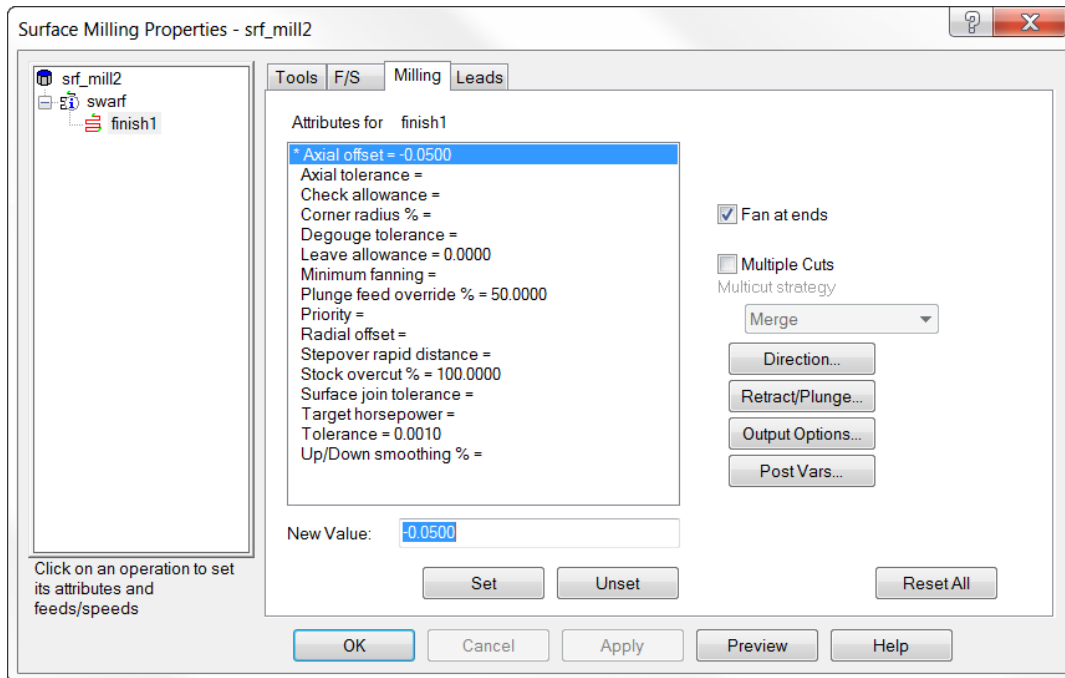 Surface Milling Properties - srf_mill2
srf_mill2
swarf
finish1
Click on an operation to set
its attributes and
feeds/speeds
Tools F/S Milling Leads
Attributes for finish1
* Axial offset = -0.0500
Axial tolerance =
Check allowance =
Corner radius % =
Degouge tolerance =
Leave allowance = 0.0000
Minimum fanning =
Plunge feed override % = 50.0000
Priority =
Radial offset =
Stepover rapid distance =
Stock overcut % = 100.0000
Surface join tolerance =
Target horsepower =
Tolerance = 0.0010
Up/Down smoothing % =
New Value: -0.0500
Set Unset
Fan at ends
Multiple Cuts
Multicut strategy
Merge
Direction...
Retract/Plunge...
Output Options...
Post Vars...
Reset All
OK Cancel Apply Preview Help